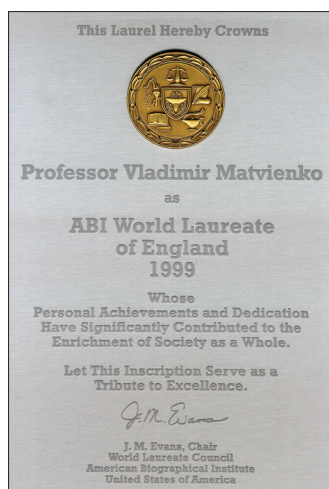 This Laurel Hereby Crowns
Professor Vladimir Matvienko
as
ABI World Laureate
of England
1999
Whose
Personal Achievements and Dedication
Have Significantly Contributed to the
Enrichment of Society as a Whole.
Let This Inscription Serve as a
Tribute to Excellence.
J. M. Evans
J. M. Evans, Chair
World Laureate Council
American Biographical Institute
United States of America